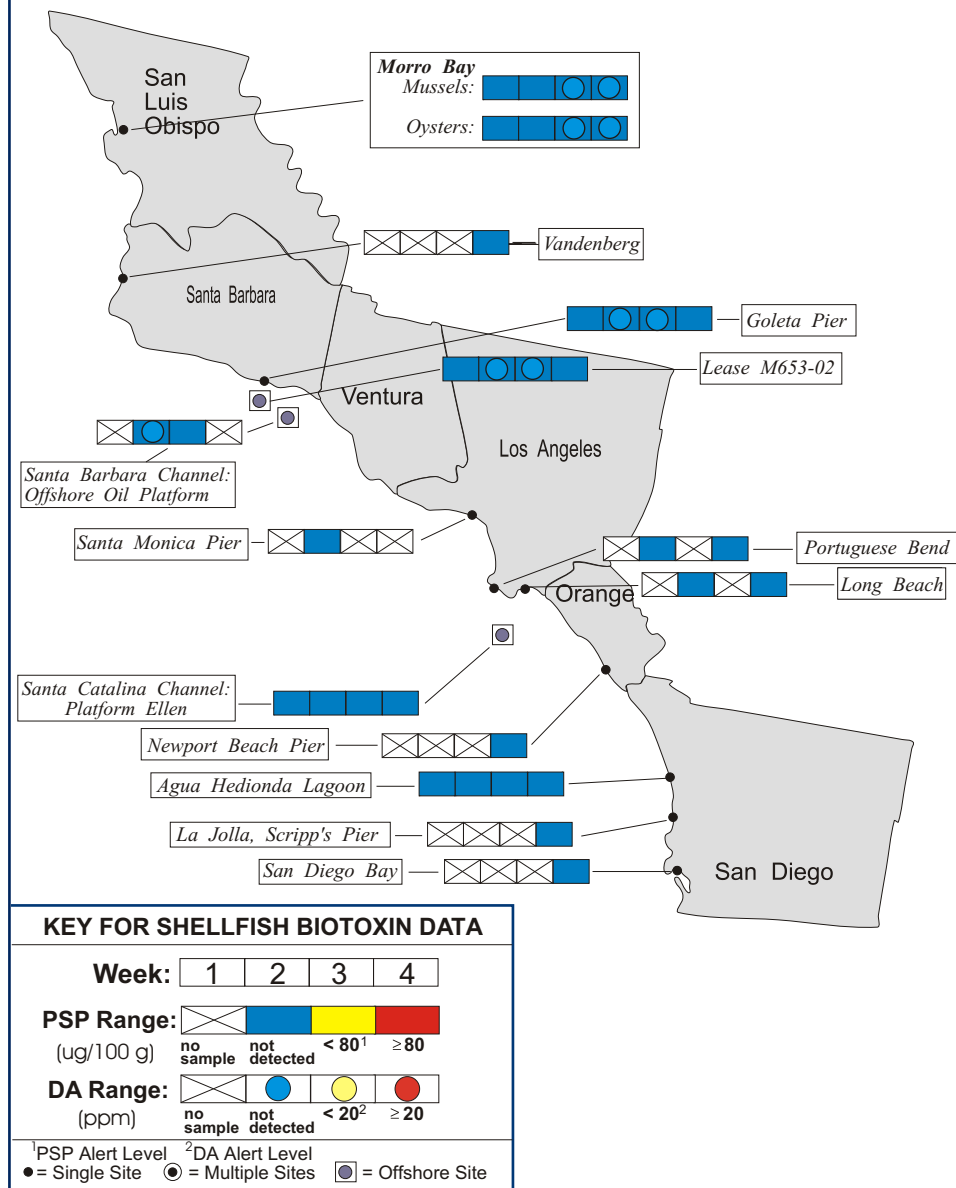 San
Luis
Obispo
Morro Bay
Mussels:
Oysters:
Vandenberg
Santa Barbara
Goleta Pier
Lease M653-02
Ventura
Los Angeles
Santa Barbara Channel:
Offshore Oil Platform
Santa Monica Pier
Portuguese Bend
Long Beach
Orange
Santa Catalina Channel:
Platform Ellen
Newport Beach Pier
Agua Hedionda Lagoon
La Jolla, Scripp's Pier
San Diego Bay
San Diego
KEY FOR SHELLFISH BIOTOXIN DATA
Week: 1 2 3 4
PSP Range:
(ug/100 g)
no sample not detected < 80¹ ≥ 80
DA Range:
(ppm)
no sample not detected < 20² ≥ 20
¹PSP Alert Level ²DA Alert Level
= Single Site = Multiple Sites = Offshore Site